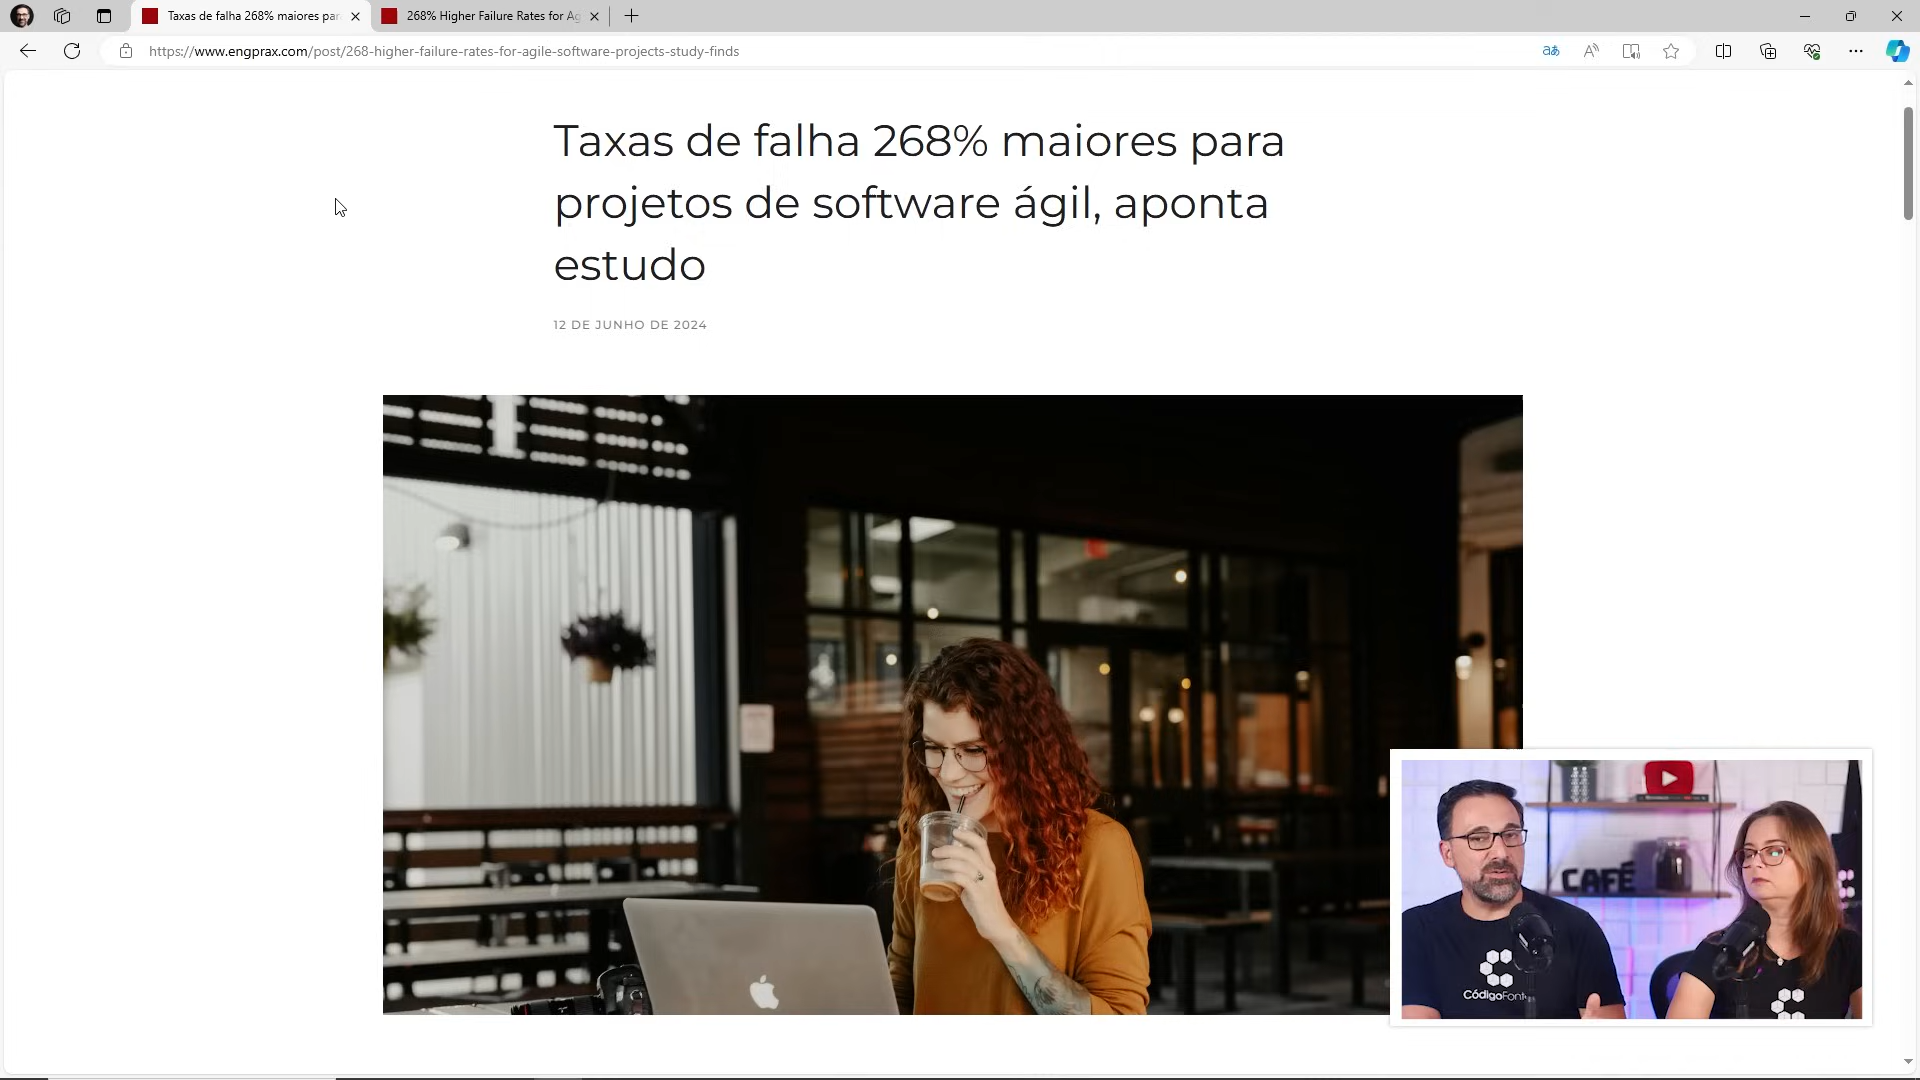 Taxas de falha 268% maiores par
268% Higher Failure Rates for Ag
https://www.engprax.com/post/268-higher-failure-rates-for-agile-software-projects-study-finds
Taxas de falha 268% maiores para
projetos de software ágil, aponta
estudo
12 DE JUNHO DE 2024
CAFÉ
CódigoFont